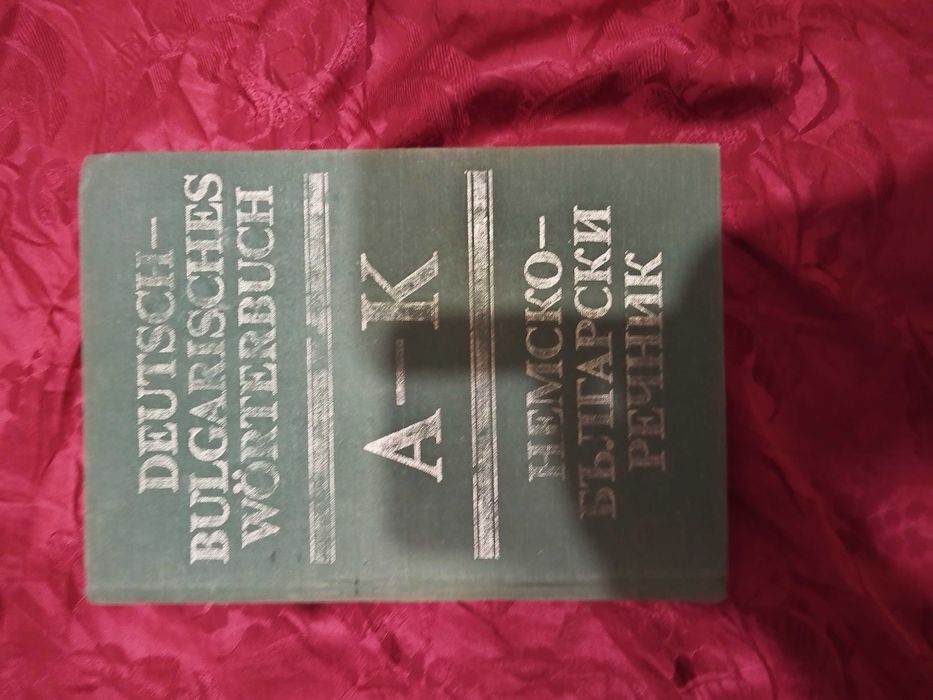 DEUTSCH—
BULGARISCHES
WÖRTERBUCH
A—K
НЕМСКО—
БЪЛГАРСКИ
РЕЧНИК